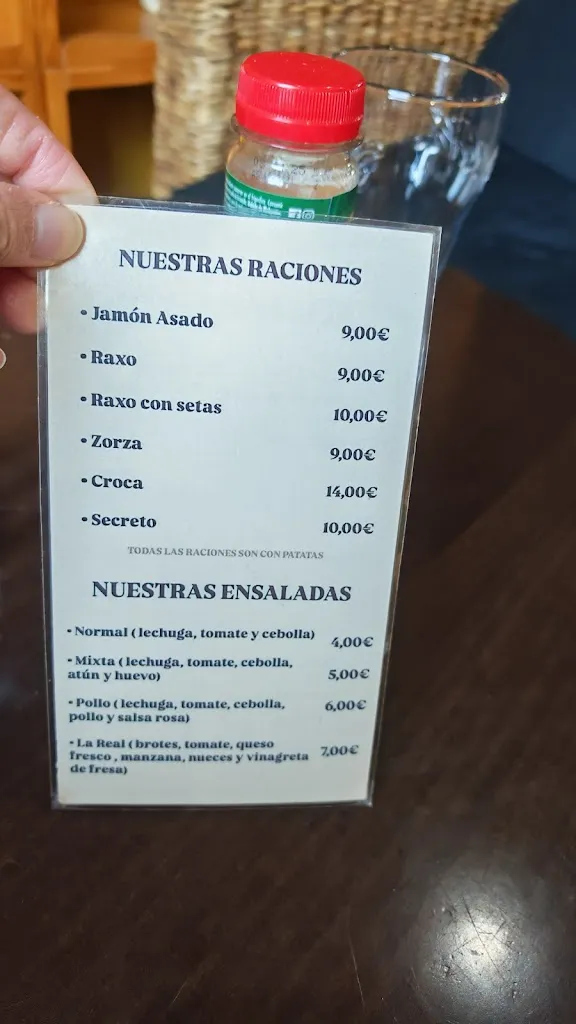 NUESTRAS RACIONES
• Jamón Asado 9,00€
• Raxo 9,00€
• Raxo con setas 10,00€
• Zorza 9,00€
• Croca 14,00€
• Secreto 10,00€
TODAS LAS RACIONES SON CON PATATAS
NUESTRAS ENSALADAS
• Normal ( lechuga, tomate y cebolla) 4,00€
• Mixta ( lechuga, tomate, cebolla,
atún y huevo) 5,00€
• Pollo ( lechuga, tomate, cebolla,
pollo y salsa rosa) 6,00€
• La Real ( brotes, tomate, queso
fresco , manzana, nueces y vinagreta
de fresa) 7,00€